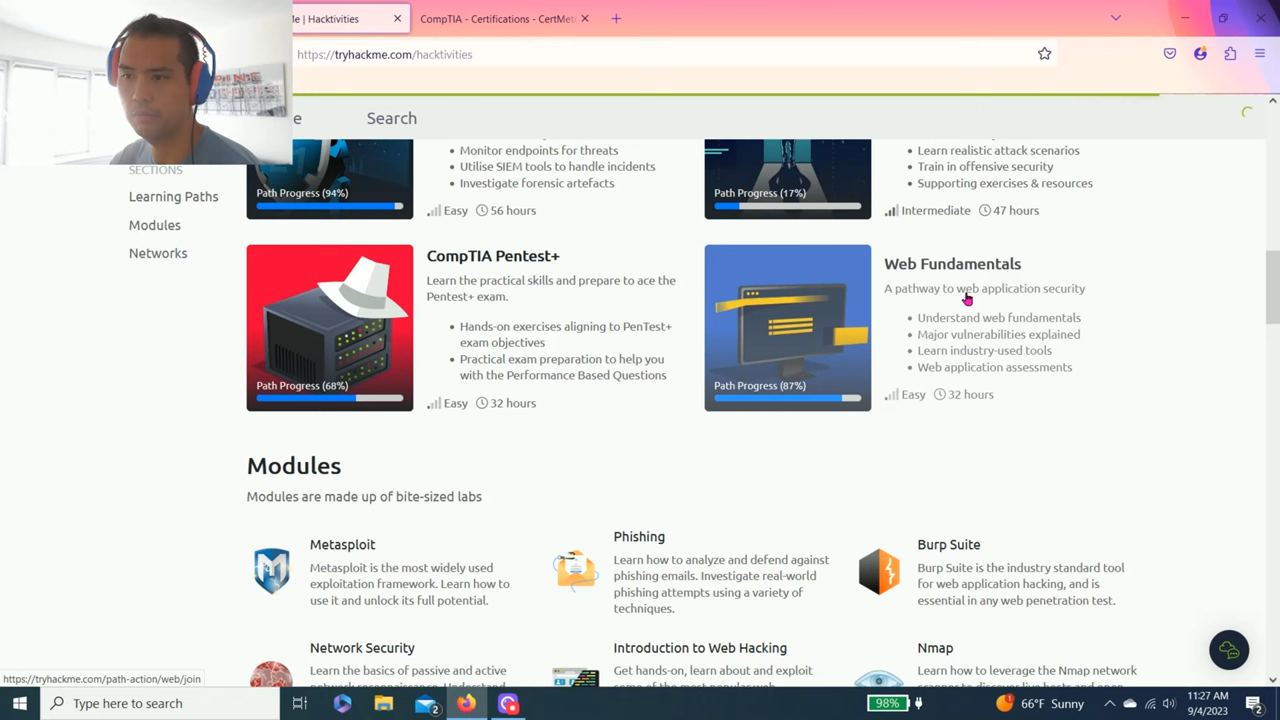 e | Hacktivities
CompTIA - Certifications - CertMet
https://tryhackme.com/hacktivities
e
Search
SECTIONS
Learning Paths
Modules
Networks
Monitor endpoints for threats
Utilise SIEM tools to handle incidents
Investigate forensic artefacts
Path Progress (94%)
Easy 56 hours
Learn realistic attack scenarios
Train in offensive security
Supporting exercises & resources
Path Progress (17%)
Intermediate 47 hours
CompTIA Pentest+
Learn the practical skills and prepare to ace the
Pentest+ exam.
Hands-on exercises aligning to PenTest+
exam objectives
Practical exam preparation to help you
with the Performance Based Questions
Path Progress (68%)
Easy 32 hours
Web Fundamentals
A pathway to web application security
Understand web fundamentals
Major vulnerabilities explained
Learn industry-used tools
Web application assessments
Path Progress (87%)
Easy 32 hours
Modules
Modules are made up of bite-sized labs
Metasploit
Metasploit is the most widely used
exploitation framework. Learn how to
use it and unlock its full potential.
Phishing
Learn how to analyze and defend against
phishing emails. Investigate real-world
phishing attempts using a variety of
techniques.
Burp Suite
Burp Suite is the industry standard tool
for web application hacking, and is
essential in any web penetration test.
Network Security
Learn the basics of passive and active
Introduction to Web Hacking
Get hands-on, learn about and exploit
Nmap
Learn how to leverage the Nmap network
https://tryhackme.com/path-action/web/join
Type here to search
2
98%
66°F Sunny
11:27 AM
9/4/2023
2